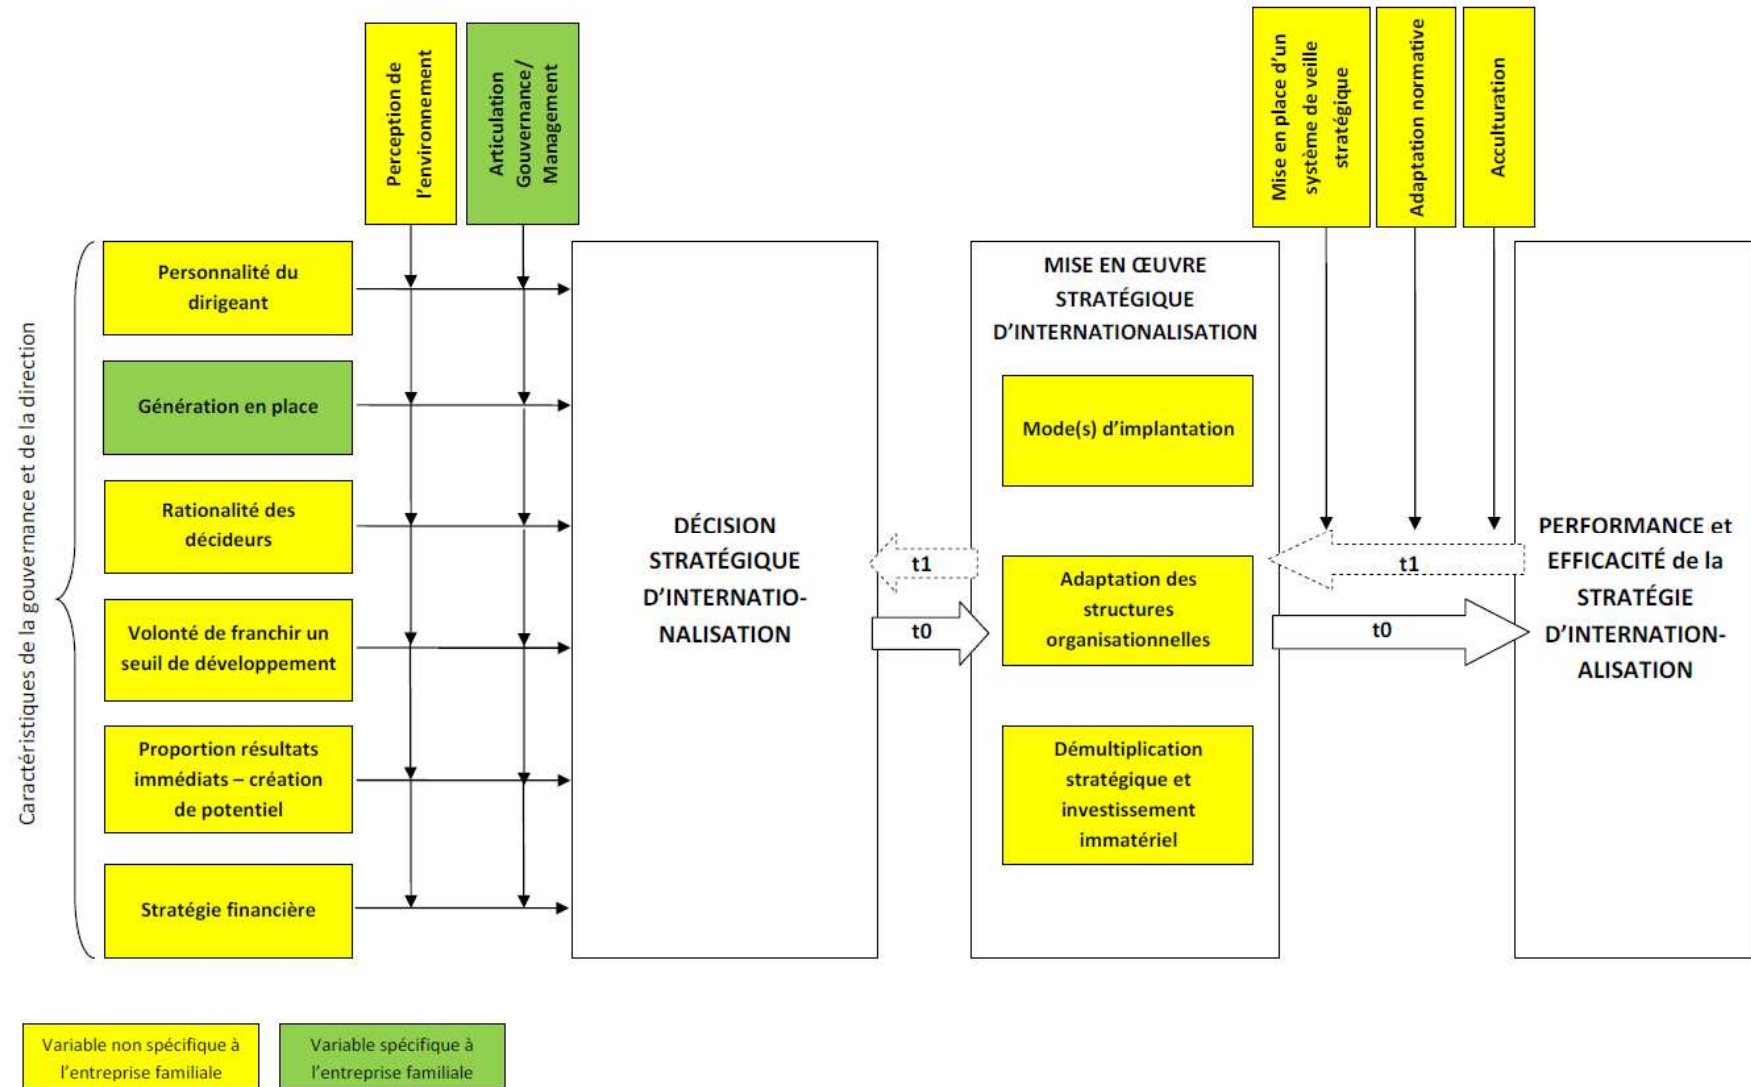 Perception de
l'environnement
Articulation
Gouvernance/
Management
Mise en place d'un
système de veille
stratégique
Adaptation normative
Acculturation
Caractéristiques de la gouvernance et de la direction
Personnalité du
dirigeant
Génération en place
Rationalité des
décideurs
Volonté de franchir un
seuil de développement
Proportion résultats
immédiats – création
de potentiel
Stratégie financière
DÉCISION
STRATÉGIQUE
D'INTERNATIO-
NALISATION
t1
t0
MISE EN ŒUVRE
STRATÉGIQUE
D'INTERNATIONALISATION
Mode(s) d'implantation
Adaptation des
structures
organisationnelles
Démultiplication
stratégique et
investissement
immatériel
t1
t0
PERFORMANCE et
EFFICACITÉ de la
STRATÉGIE
D'INTERNATION-
ALISATION
Variable non spécifique à
l'entreprise familiale
Variable spécifique à
l'entreprise familiale